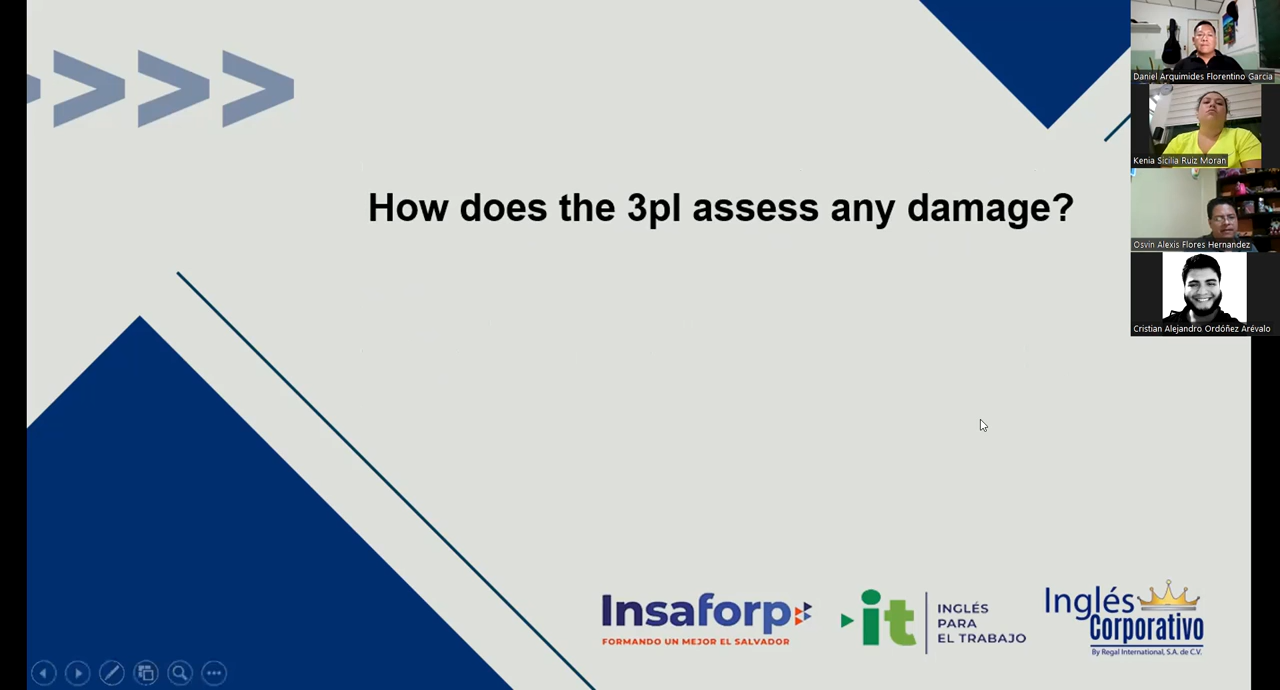 How does the 3pl assess any damage?
Daniel Arquimides Florentino Garcia
Kenia Sicilia Ruiz Moran
Osvin Alexis Flores Hernandez
Cristian Alejandro Ordóñez Arévalo
Insaforp
FORMANDO UN MEJOR EL SALVADOR
it
INGLÉS
PARA
EL TRABAJO
Inglés
Corporativo
By Regal International, S.A. de C.V.